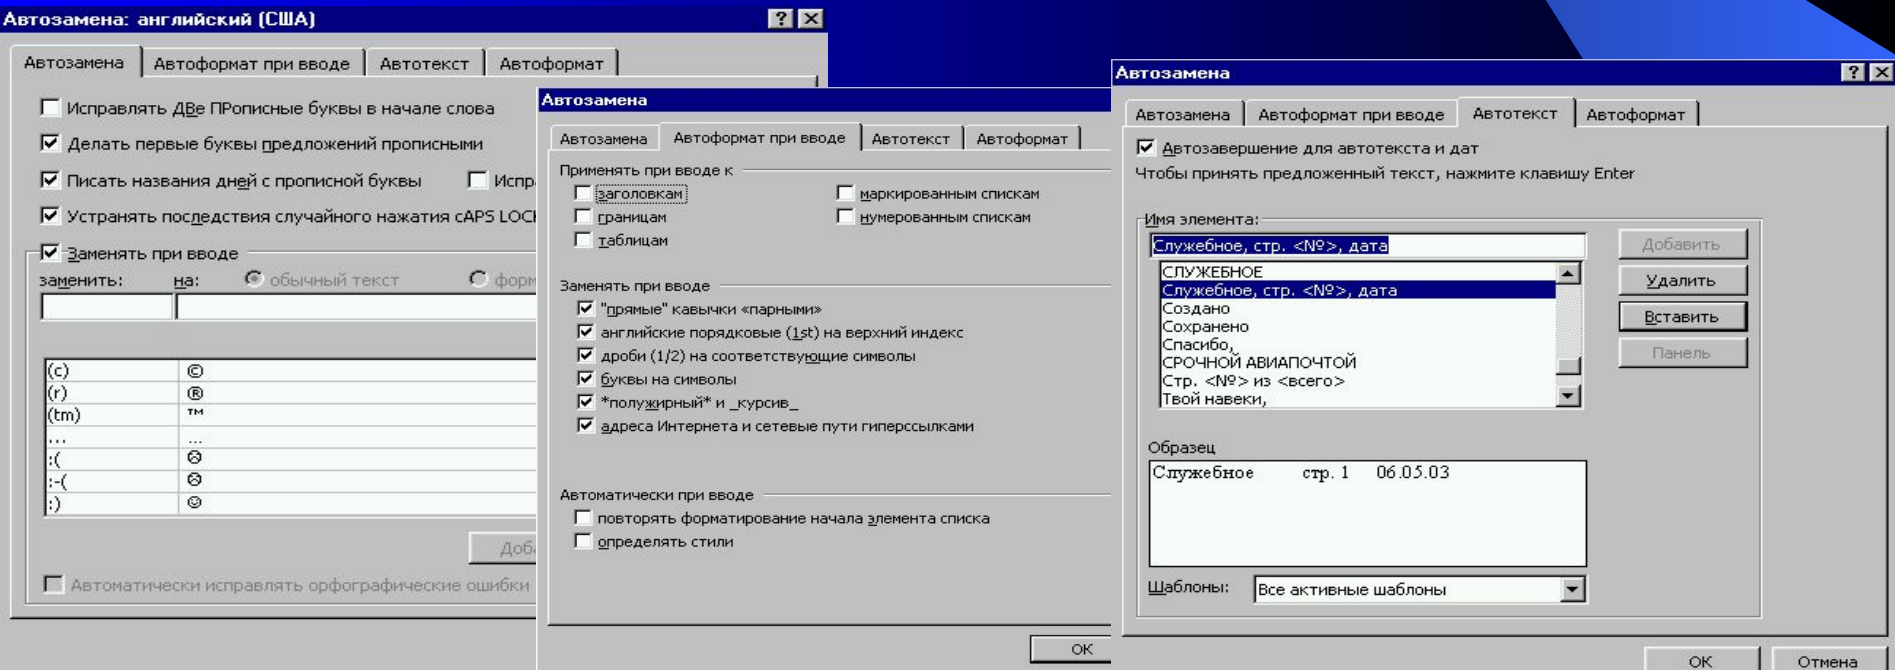 Автозамена: английский (США)
Автозамена Автоформат при вводе Автотекст Автоформат
Исправлять ДВе ПРописные буквы в начале слова
Делать первые буквы предложений прописными
Писать названия дней с прописной буквы Испр
Устранять последствия случайного нажатия cAPS LOC
Заменять при вводе
заменить: на: обычный текст форм
(c) ©
(r) ®
(tm) ™
... ...
:( ☹
:-( ☹
:) ☺
Доба
Автоматически исправлять орфографические ошибки
Автозамена
Автозамена Автоформат при вводе Автотекст Автоформат
Применять при вводе к
заголовкам маркированным спискам
границам нумерованным спискам
таблицам
Заменять при вводе
"прямые" кавычки «парными»
английские порядковые (1st) на верхний индекс
дроби (1/2) на соответствующие символы
буквы на символы
*полужирный* и _курсив_
адреса Интернета и сетевые пути гиперссылками
Автоматически при вводе
повторять форматирование начала элемента списка
определять стили
OK
Автозамена
Автозамена Автоформат при вводе Автотекст Автоформат
Автозавершение для автотекста и дат
Чтобы принять предложенный текст, нажмите клавишу Enter
Имя элемента:
Служебное, стр. <№>, дата Добавить
СЛУЖЕБНОЕ
Служебное, стр. <№>, дата Удалить
Создано
Сохранено Вставить
Спасибо,
СРОЧНОЙ АВИАПОЧТОЙ Панель
Стр. <№> из <всего>
Твой навеки,
Образец
Служебное стр. 1 06.05.03
Шаблоны: Все активные шаблоны
OK Отмена